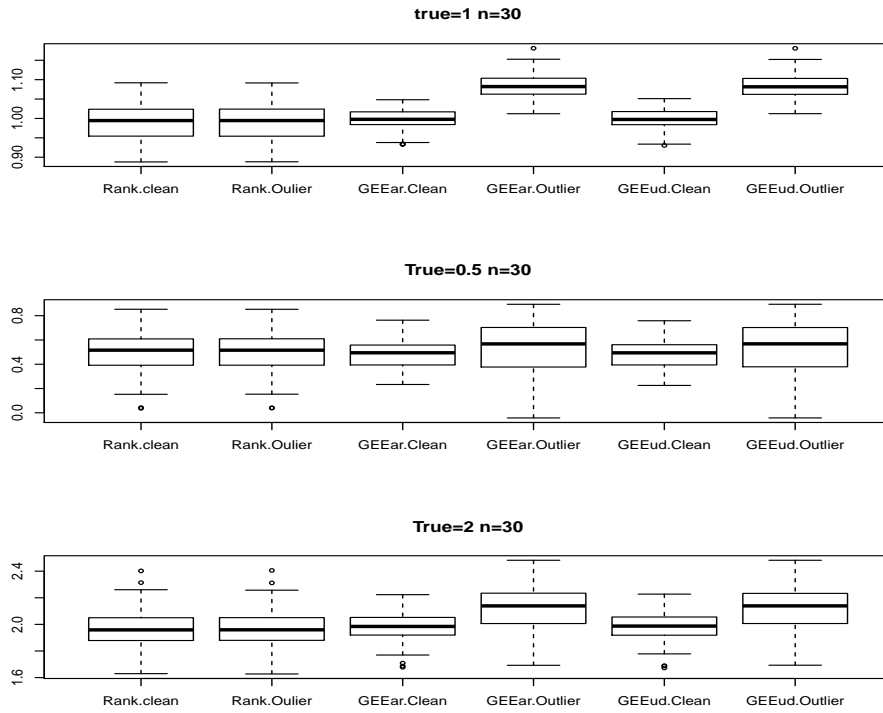 true=1 n=30
1.10
1.00
0.90
Rank.clean Rank.Oulier GEEar.Clean GEEar.Outlier GEEud.Clean GEEud.Outlier
True=0.5 n=30
0.8
0.4
0.0
Rank.clean Rank.Oulier GEEar.Clean GEEar.Outlier GEEud.Clean GEEud.Outlier
True=2 n=30
2.4
2.0
1.6
Rank.clean Rank.Oulier GEEar.Clean GEEar.Outlier GEEud.Clean GEEud.Outlier